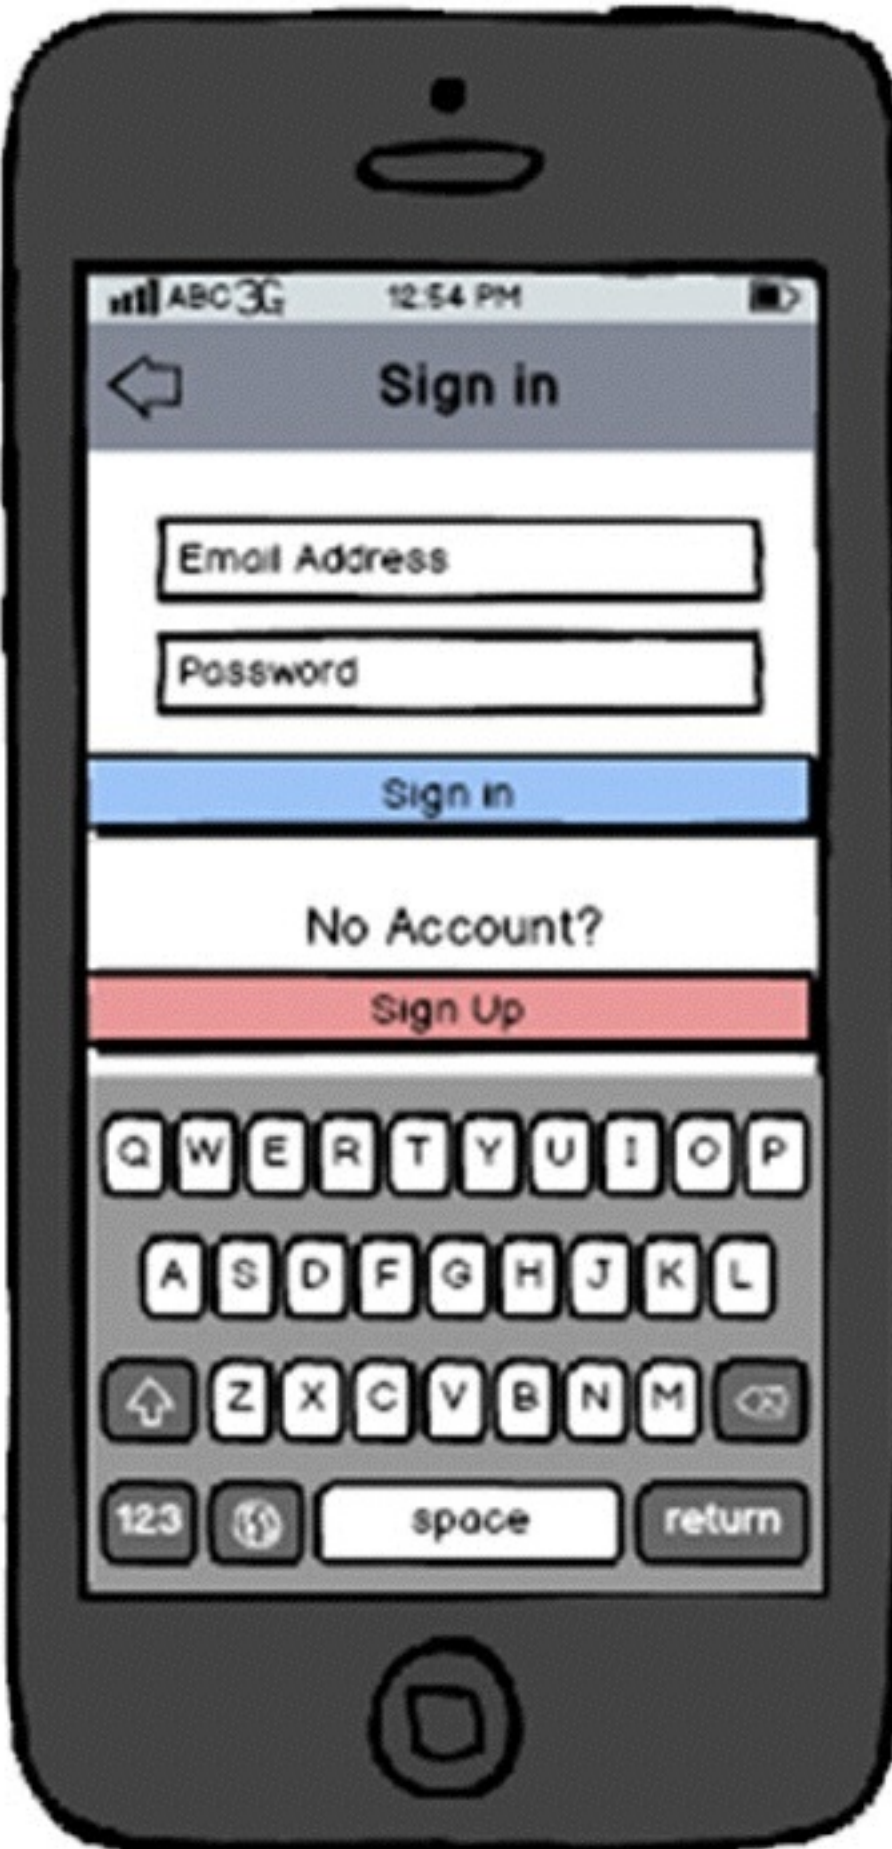 ABC 3G 12:54 PM
Sign in
Email Address
Password
Sign in
No Account?
Sign Up
Q W E R T Y U I O P
A S D F G H J K L
Z X C V B N M
123 space return